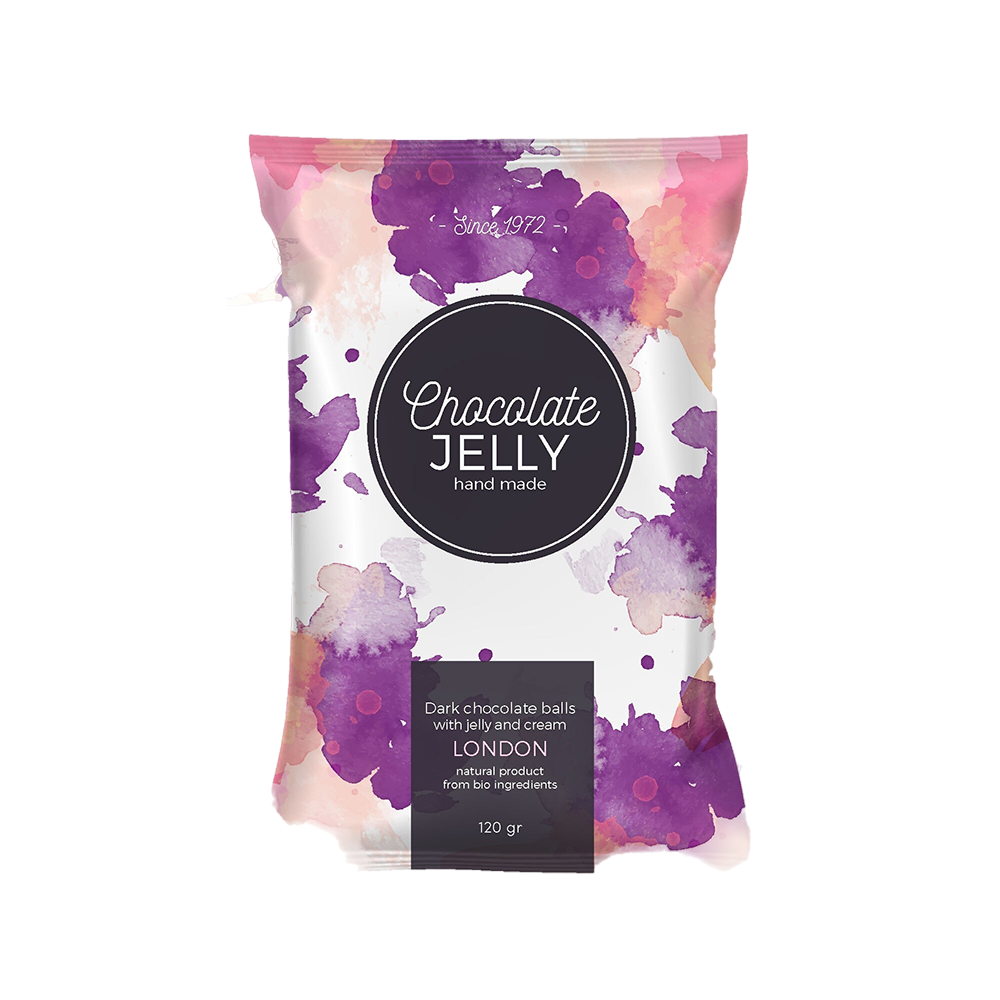 - Since 1972 -
Chocolate
JELLY
hand made
Dark chocolate balls
with jelly and cream
LONDON
natural product
from bio ingredients
120 gr